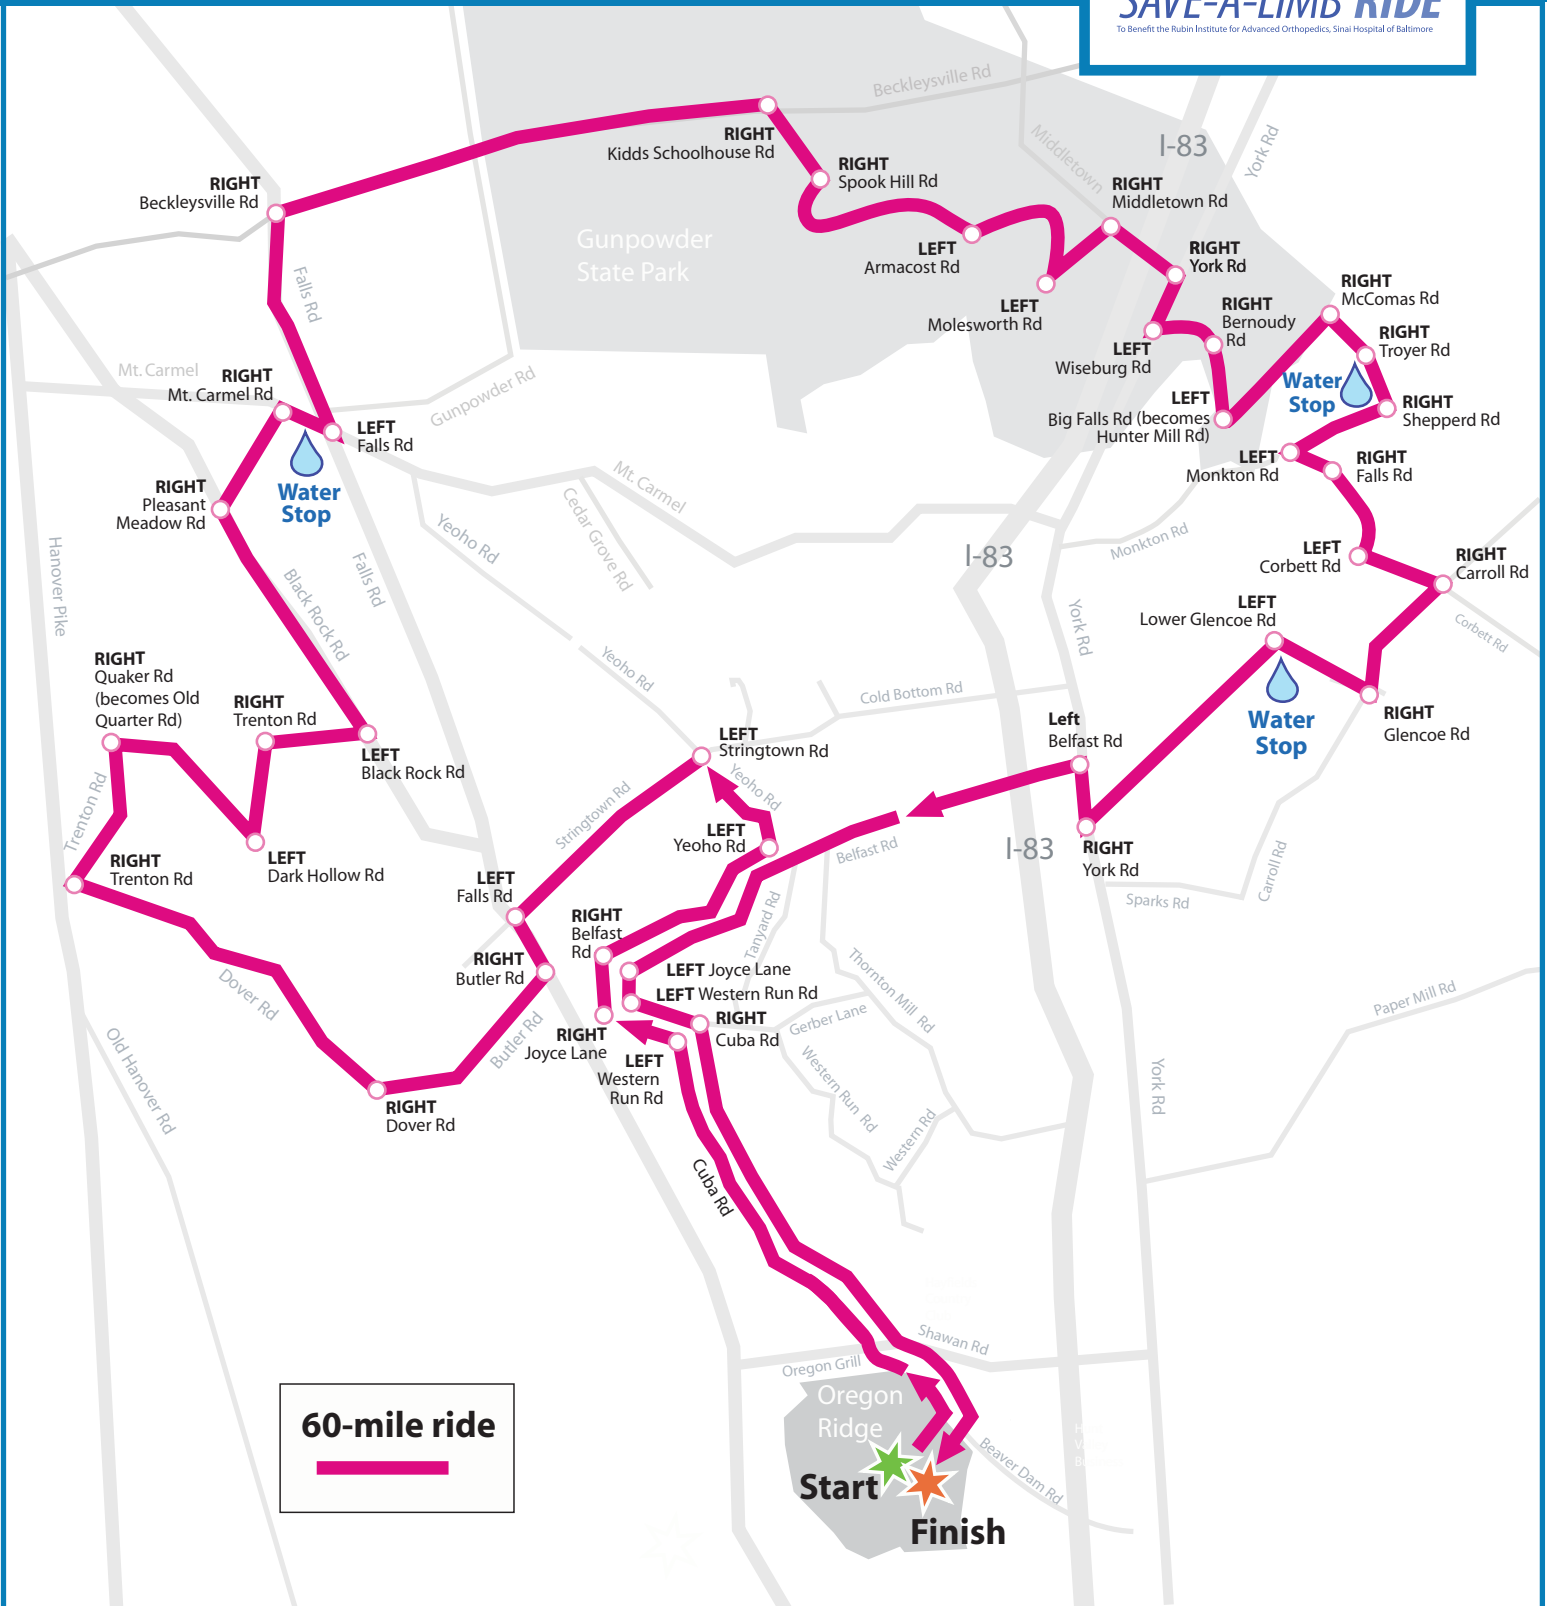 SAVE-A-LIMB RIDE
To Benefit the Rubin Institute for Advanced Orthopedics, Sinai Hospital of Baltimore
Beckleysville Rd
RIGHT
Kidds Schoolhouse Rd
Middletown
I-83
York Rd
RIGHT
Spook Hill Rd
RIGHT
Beckleysville Rd
RIGHT
Middletown Rd
Gunpowder
State Park
LEFT
Armacost Rd
RIGHT
York Rd
Falls Rd
RIGHT
McComas Rd
LEFT
Molesworth Rd
RIGHT
Bernoudy
Rd
RIGHT
Troyer Rd
LEFT
Wiseburg Rd
Mt. Carmel
RIGHT
Mt. Carmel Rd
Gunpowder Rd
Water
Stop
LEFT
Big Falls Rd (becomes
Hunter Mill Rd)
RIGHT
Shepperd Rd
LEFT
Falls Rd
LEFT
Monkton Rd
RIGHT
Falls Rd
RIGHT
Pleasant
Meadow Rd
Water
Stop
Mt. Carmel
Cedar Grove Rd
Yeoho Rd
Monkton Rd
I-83
Hanover Pike
Falls Rd
Black Rock Rd
LEFT
Corbett Rd
RIGHT
Carroll Rd
LEFT
Lower Glencoe Rd
York Rd
Corbett Rd
RIGHT
Quaker Rd
(becomes Old
Quarter Rd)
Yeoho Rd
Cold Bottom Rd
RIGHT
Trenton Rd
Left
Belfast Rd
Water
Stop
RIGHT
Glencoe Rd
LEFT
Stringtown Rd
LEFT
Black Rock Rd
Yeoho Rd
Trenton Rd
Stringtown Rd
LEFT
Yeoho Rd
Belfast Rd
I-83
RIGHT
York Rd
RIGHT
Trenton Rd
LEFT
Dark Hollow Rd
LEFT
Falls Rd
Carroll Rd
Sparks Rd
RIGHT
Belfast
Rd
Tanyard Rd
RIGHT
Butler Rd
LEFT Joyce Lane
LEFT Western Run Rd
Thornton Mill Rd
Dover Rd
Paper Mill Rd
RIGHT
Cuba Rd
Gerber Lane
Butler Rd
RIGHT
Joyce Lane
Old Hanover Rd
LEFT
Western
Run Rd
Western Run Rd
York Rd
RIGHT
Dover Rd
Western Rd
Cuba Rd
Shawan Rd
Oregon Grill
Oregon
Ridge
60-mile ride
Beaver Dam Rd
Start
Finish